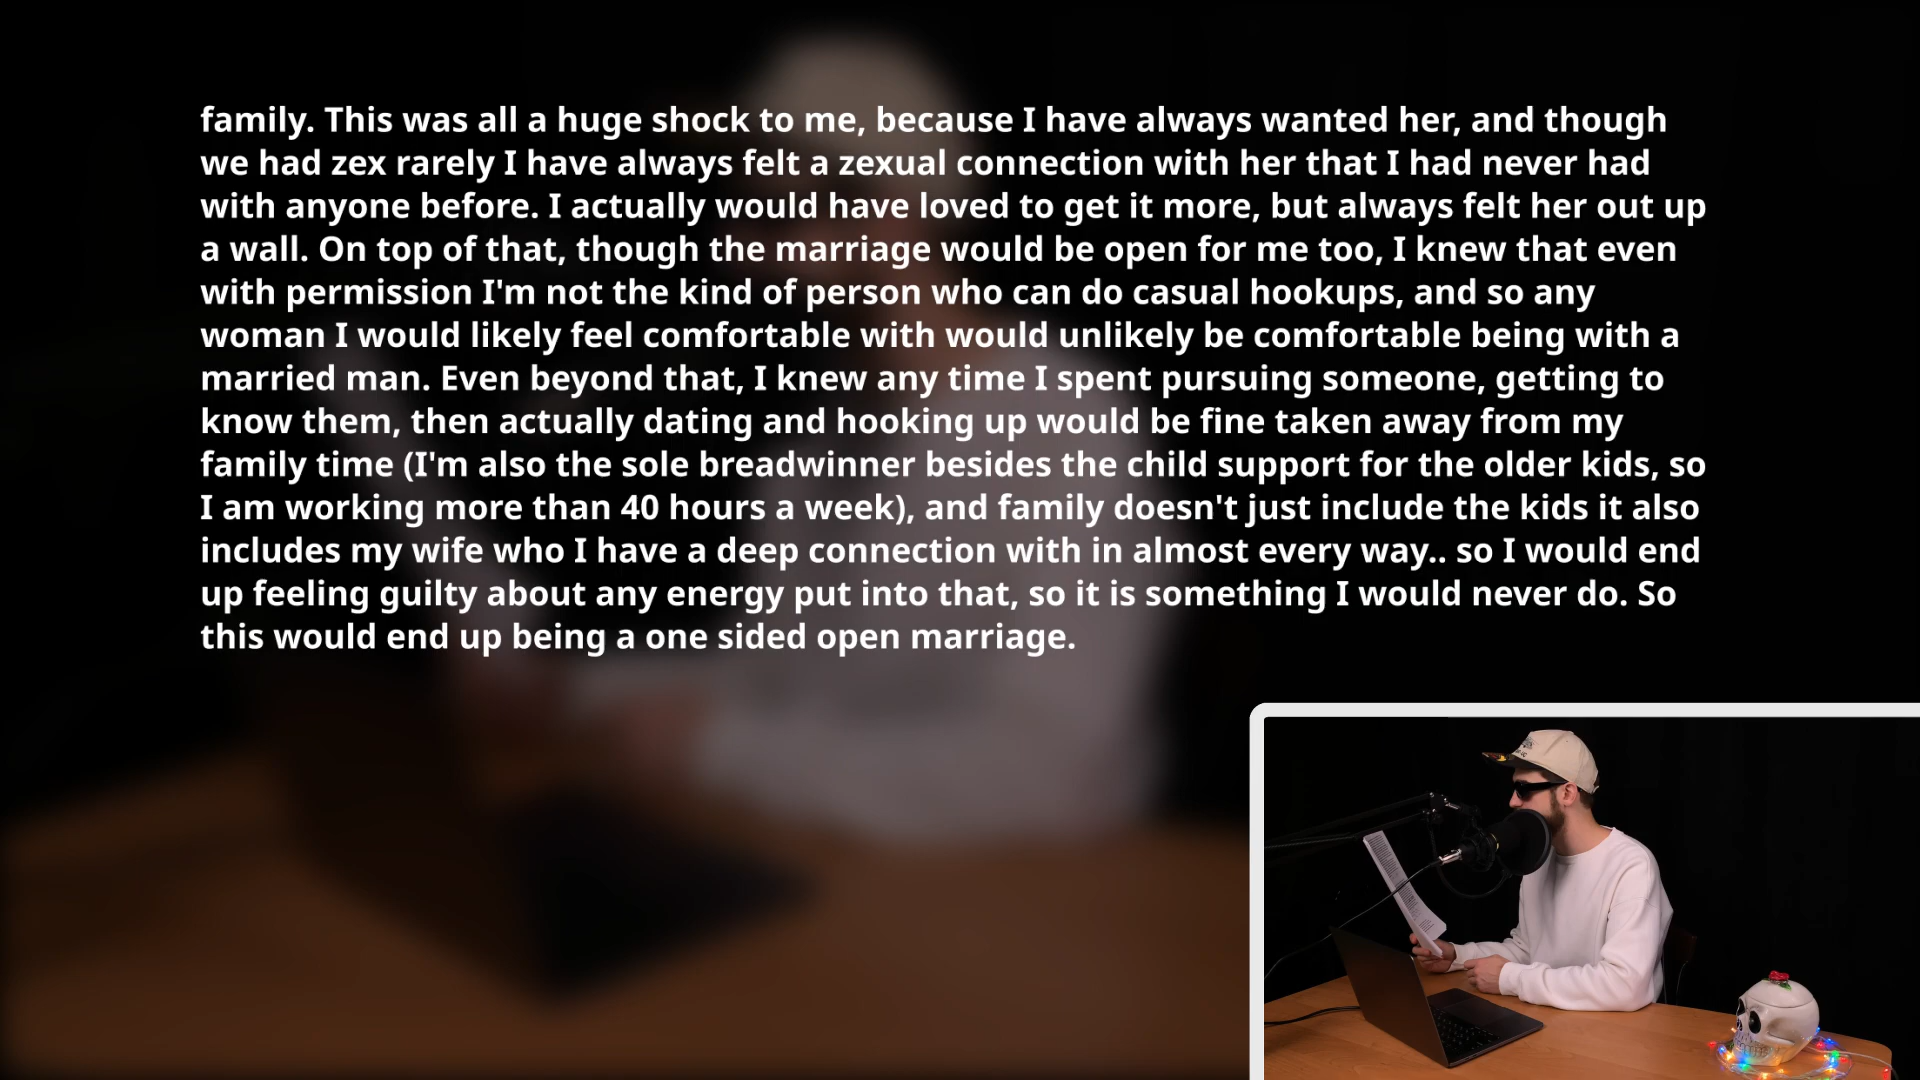 family. This was all a huge shock to me, because I have always wanted her, and though
we had zex rarely I have always felt a zexual connection with her that I had never had
with anyone before. I actually would have loved to get it more, but always felt her out up
a wall. On top of that, though the marriage would be open for me too, I knew that even
with permission I'm not the kind of person who can do casual hookups, and so any
woman I would likely feel comfortable with would unlikely be comfortable being with a
married man. Even beyond that, I knew any time I spent pursuing someone, getting to
know them, then actually dating and hooking up would be fine taken away from my
family time (I'm also the sole breadwinner besides the child support for the older kids, so
I am working more than 40 hours a week), and family doesn't just include the kids it also
includes my wife who I have a deep connection with in almost every way.. so I would end
up feeling guilty about any energy put into that, so it is something I would never do. So
this would end up being a one sided open marriage.